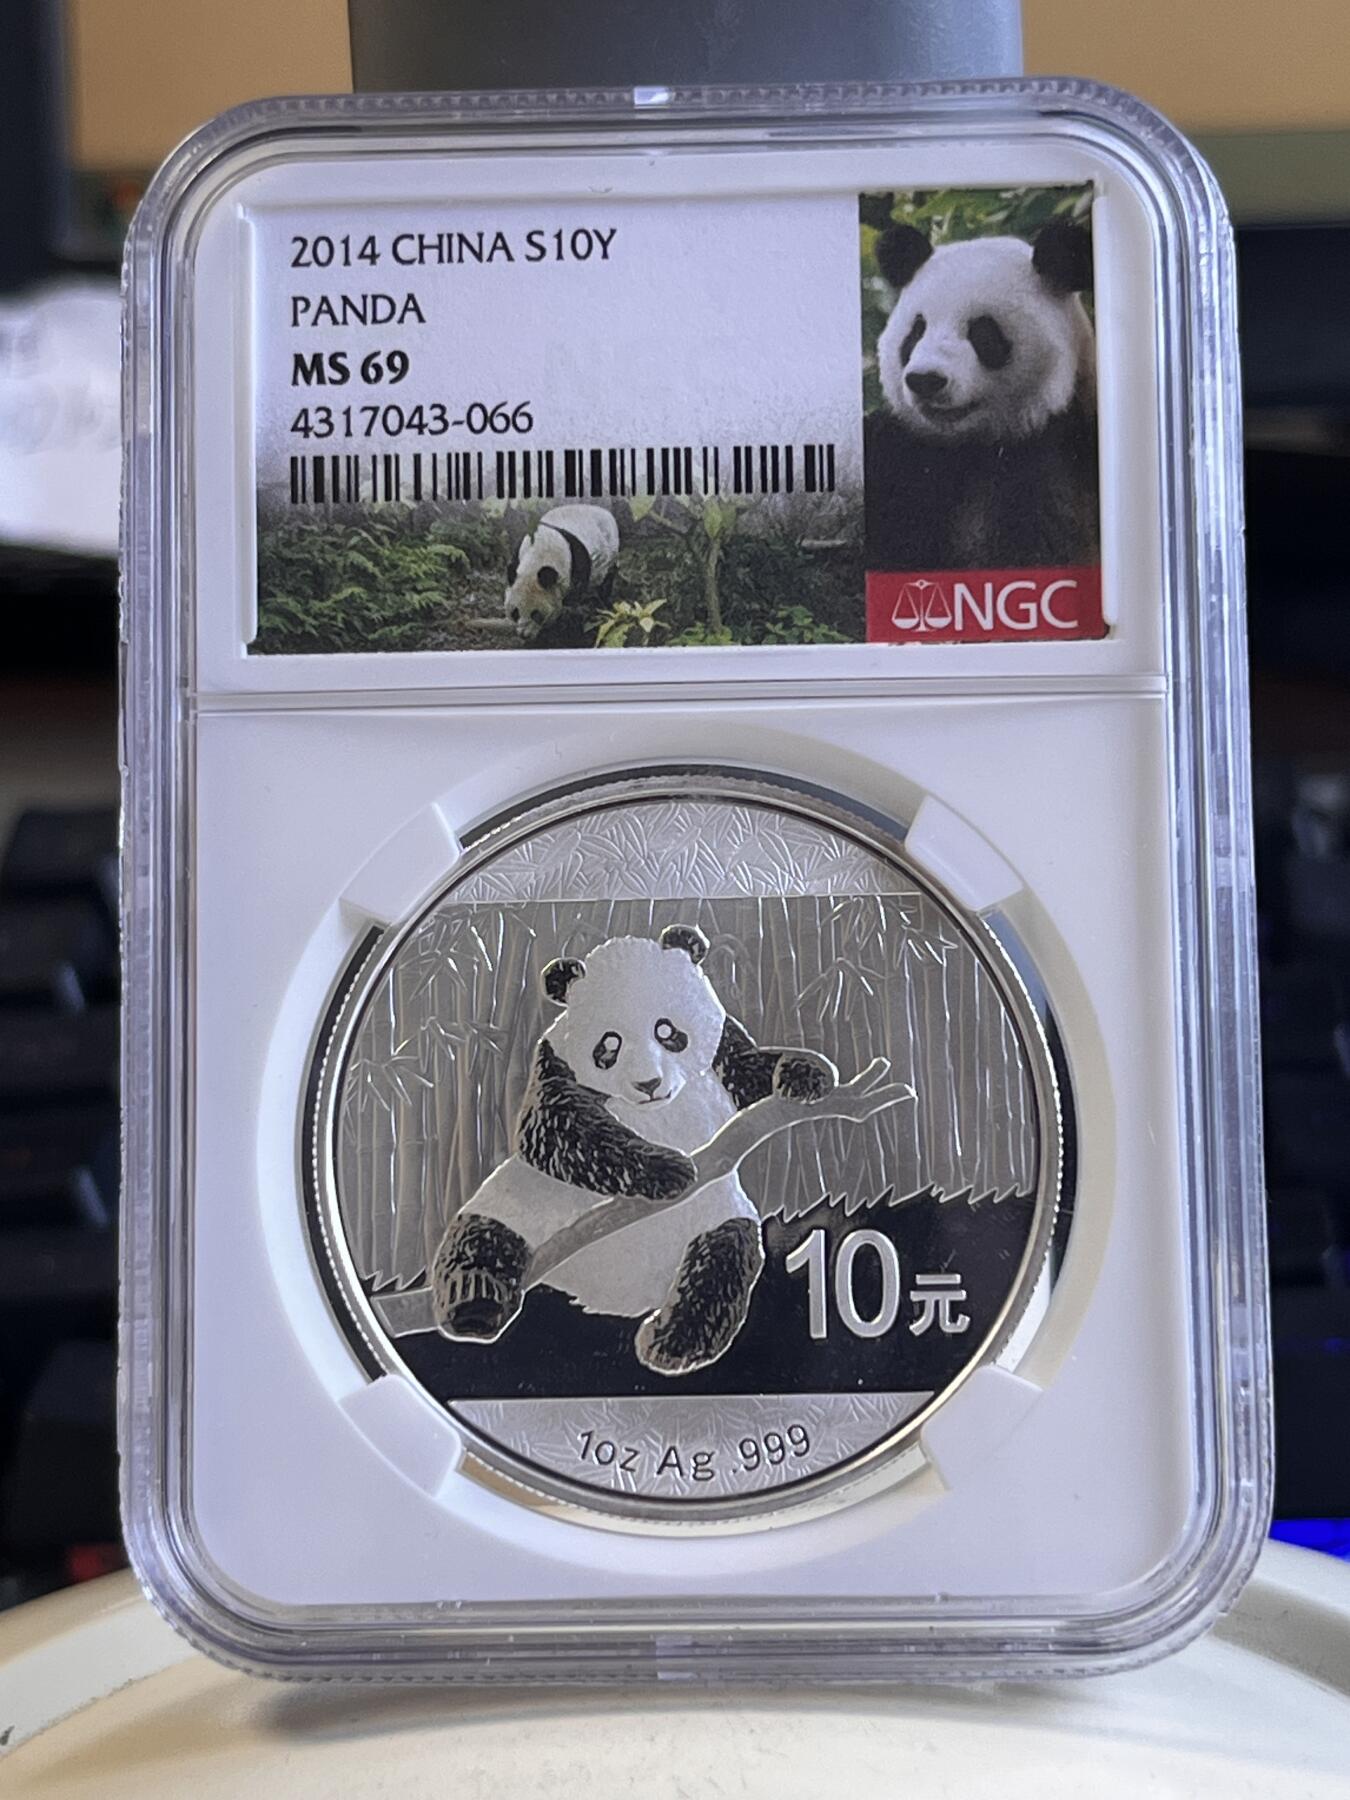 2014 CHINA S10Y
PANDA
MS 69
4317043-066
NGC
10元
1oz Ag .999